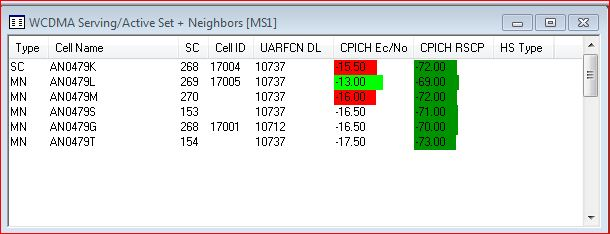 WCDMA Serving/Active Set + Neighbors [MS1]
Type Cell Name SC Cell ID UARFCN DL CPICH Ec/No CPICH RSCP HS Type
SC AN0479K 268 17004 10737 -15.50 -72.00
MN AN0479L 269 17005 10737 -13.00 -69.00
MN AN0479M 270 10737 -16.00 -72.00
MN AN0479S 153 10737 -16.50 -71.00
MN AN0479G 268 17001 10712 -16.50 -70.00
MN AN0479T 154 10737 -17.50 -73.00